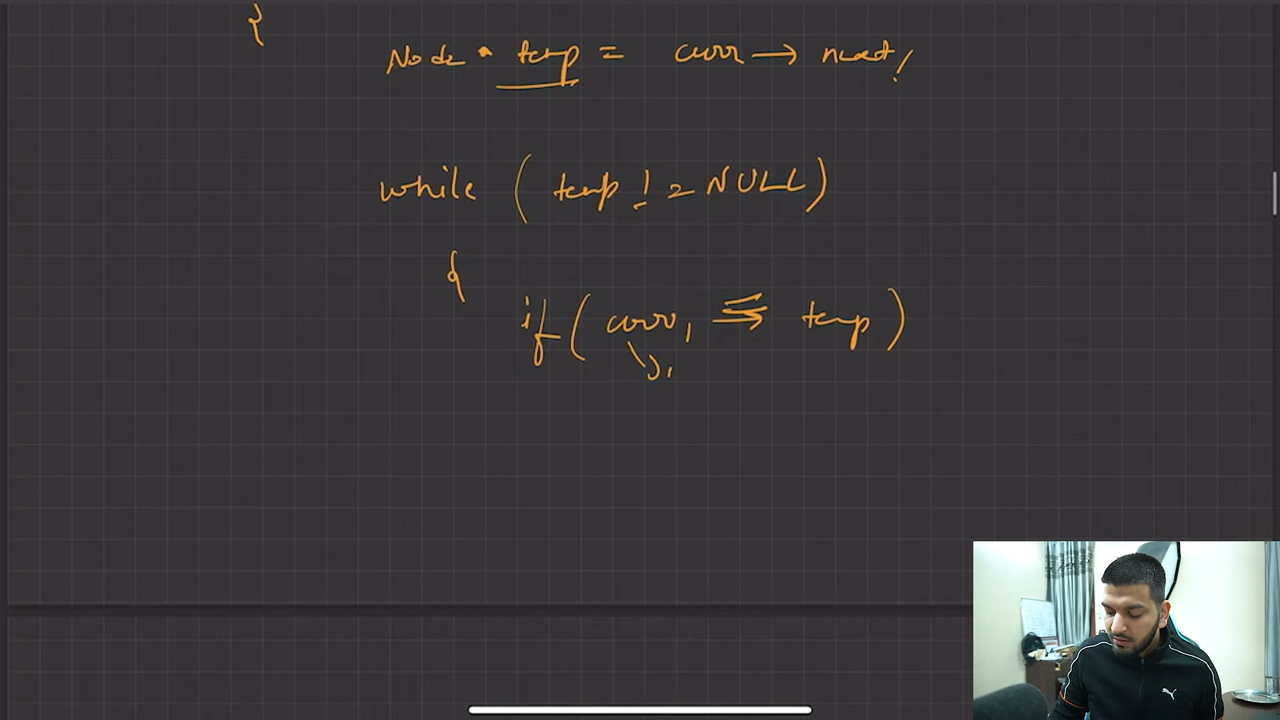 {
Node * temp = curr → next;
while ( temp != NULL)
{
if ( curr, == temp )